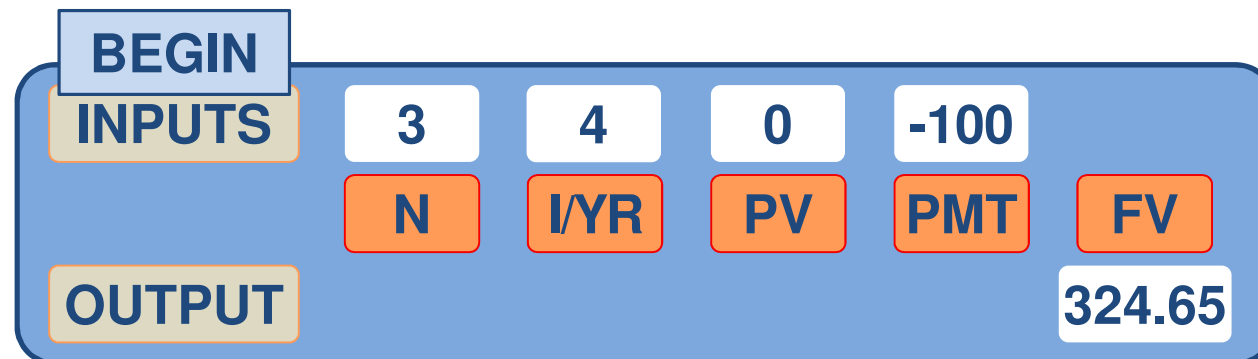 BEGIN
INPUTS 3 4 0 -100
N I/YR PV PMT FV
OUTPUT 324.65